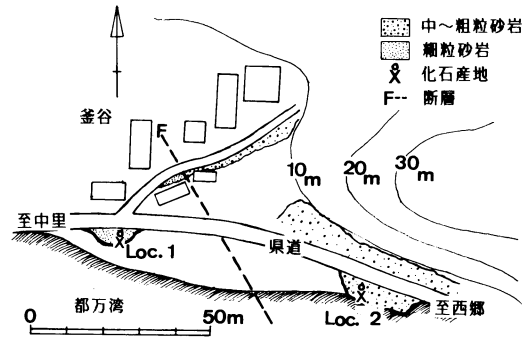 中〜粗粒砂岩
細粒砂岩
化石産地
F-- 断層
釜谷
F
10m
20m
30m
至中里
Loc. 1
県道
都万湾
0 50m
Loc. 2
至西郷